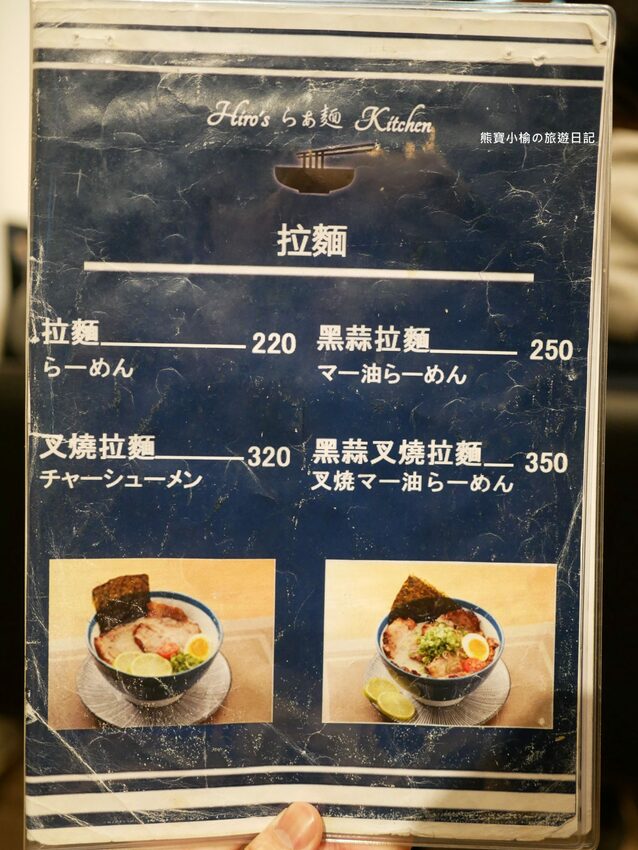 Hiro's らぁ麺 Kitchen
熊寶小榆の旅遊日記
拉麵
拉麵 220
らーめん
黑蒜拉麵 250
マー油らーめん
叉燒拉麵 320
チャーシューメン
黑蒜叉燒拉麵 350
叉焼マー油らーめん